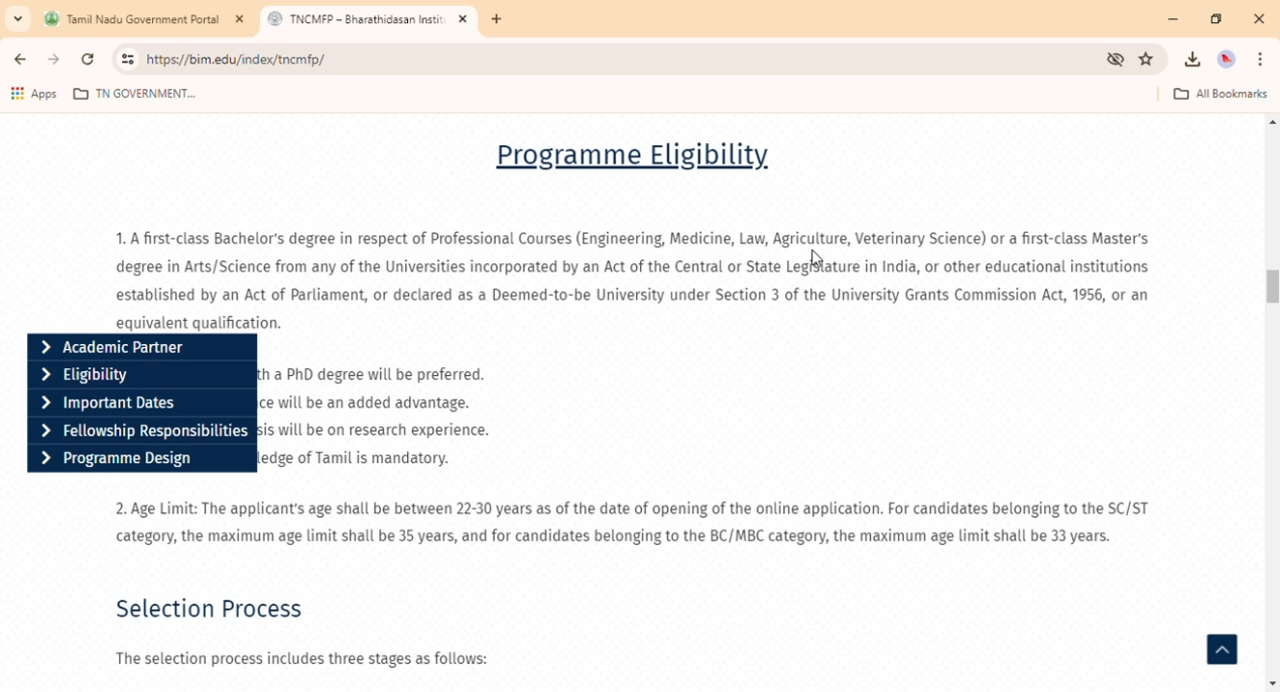 Tamil Nadu Government Portal
TNCMFP – Bharathidasan Institu
https://bim.edu/index/tncmfp/
Apps
TN GOVERNMENT...
All Bookmarks
Programme Eligibility
1. A first-class Bachelor's degree in respect of Professional Courses (Engineering, Medicine, Law, Agriculture, Veterinary Science) or a first-class Master's
degree in Arts/Science from any of the Universities incorporated by an Act of the Central or State Legislature in India, or other educational institutions
established by an Act of Parliament, or declared as a Deemed-to-be University under Section 3 of the University Grants Commission Act, 1956, or an
equivalent qualification.
Academic Partner
Eligibility
th a PhD degree will be preferred.
Important Dates
ce will be an added advantage.
Fellowship Responsibilities
sis will be on research experience.
Programme Design
ledge of Tamil is mandatory.
2. Age Limit: The applicant's age shall be between 22-30 years as of the date of opening of the online application. For candidates belonging to the SC/ST
category, the maximum age limit shall be 35 years, and for candidates belonging to the BC/MBC category, the maximum age limit shall be 33 years.
Selection Process
The selection process includes three stages as follows: